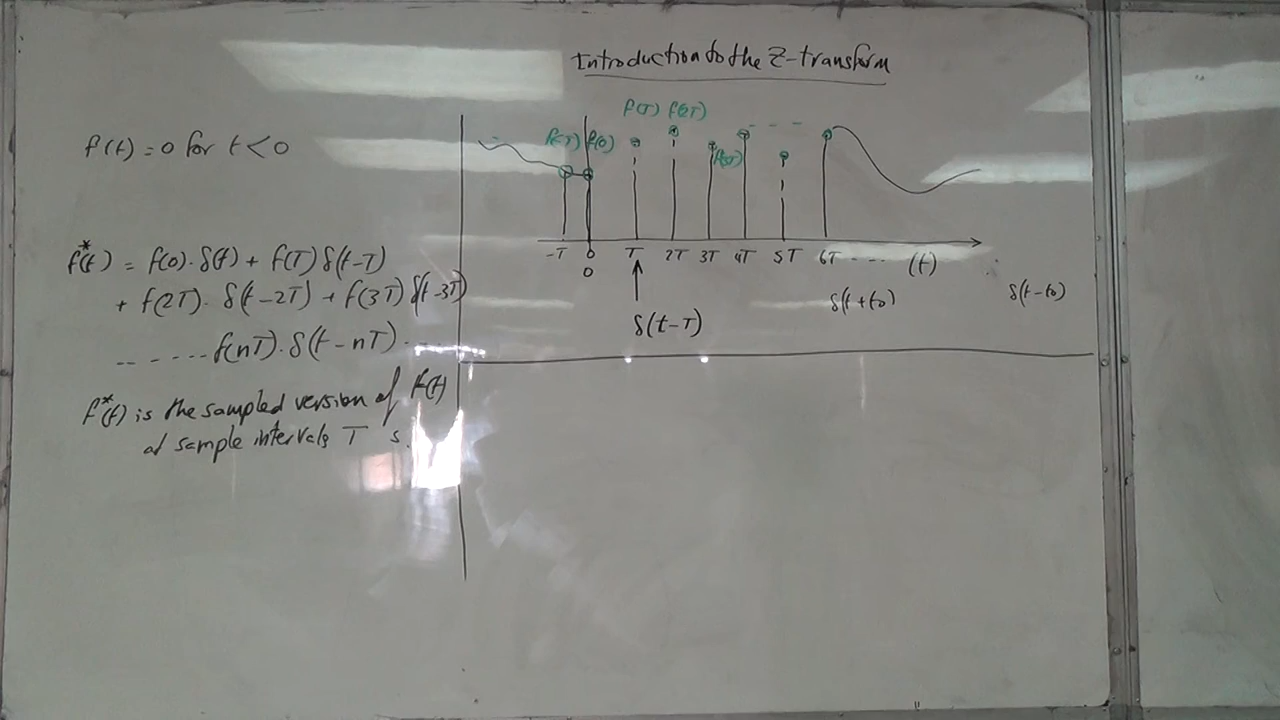 Introduction to the Z-transform
f(t) = 0 for t < 0
f*(t) = f(0). δ(t) + f(T) δ(t-T)
+ f(2T). δ(t-2T) + f(3T) δ(t-3T)
------f(nT). δ(t-nT).....
f*(t) is the sampled version of f(t)
at sample intervals T s.
f(T) f(2T)
f(-T) f(0)
f(3T)
-T 0 T 2T 3T 4T 5T 6T .... (t)
0
δ(t-T)
δ(t+t0)
δ(t-t0)